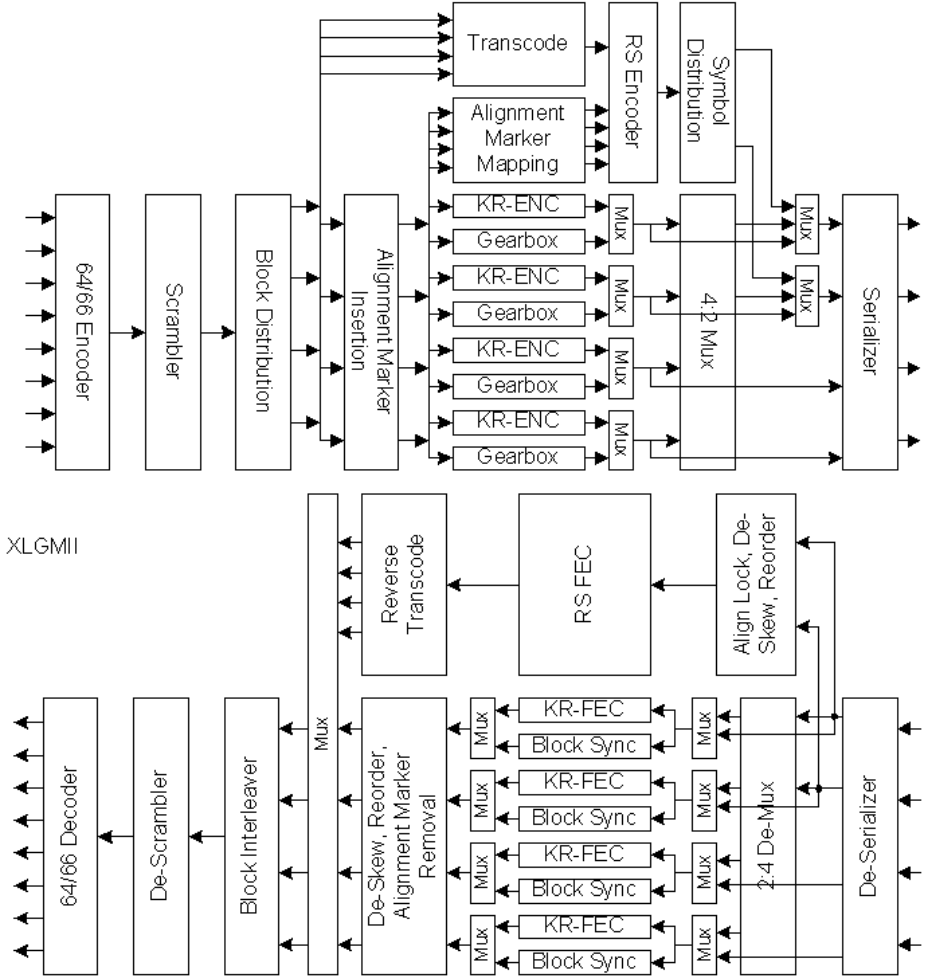 Transcode
RS Encoder
Symbol
Distribution
Alignment
Marker
Mapping
64/66 Encoder
Scrambler
Block Distribution
Alignment Marker
Insertion
KR-ENC
Gearbox
Mux
KR-ENC
Gearbox
Mux
KR-ENC
Gearbox
Mux
KR-ENC
Gearbox
Mux
4:2 Mux
Mux
Mux
Serializer
XLGMII
Mux
Reverse
Transcode
RS FEC
Align Lock, De-
Skew, Reorder
64/66 Decoder
De-Scrambler
Block Interleaver
De-Skew, Reorder,
Alignment Marker
Removal
Mux
KR-FEC
Block Sync
Mux
Mux
KR-FEC
Block Sync
Mux
Mux
KR-FEC
Block Sync
Mux
Mux
KR-FEC
Block Sync
Mux
2:4 De-Mux
De-Serializer